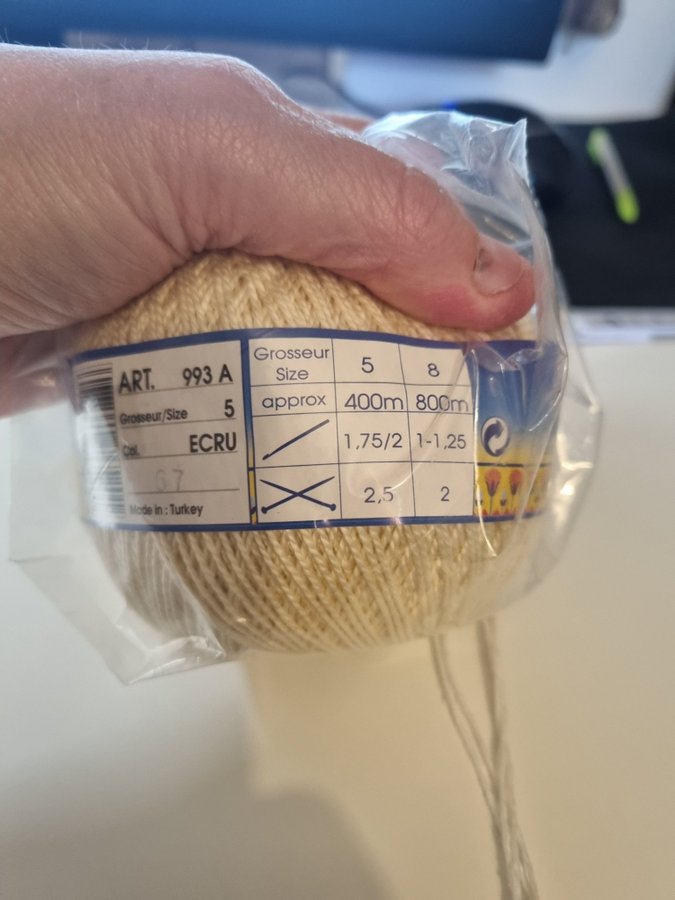 ART. 993 A
Grosseur/Size 5
Col. ECRU
67
Made in : Turkey
Grosseur Size 5 8
approx 400m 800m
1,75/2 1-1,25
2,5 2